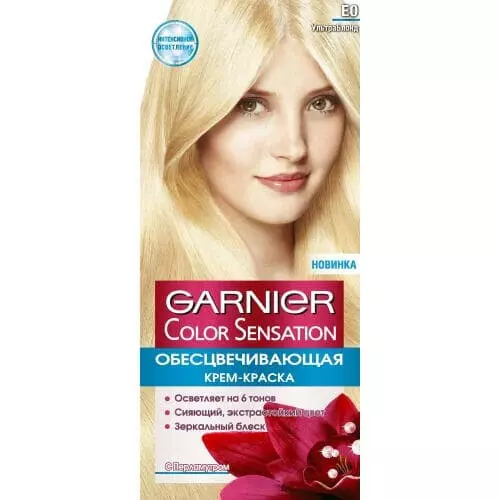 E0
Ультраблонд
ИНТЕНСИВНОЕ
ОСВЕТЛЕНИЕ
НОВИНКА
GARNIER
COLOR SENSATION
ОБЕСЦВЕЧИВАЮЩАЯ
КРЕМ-КРАСКА
• Осветляет на 6 тонов
• Сияющий, экстрастойкий цвет
• Зеркальный блеск
С Перламутром